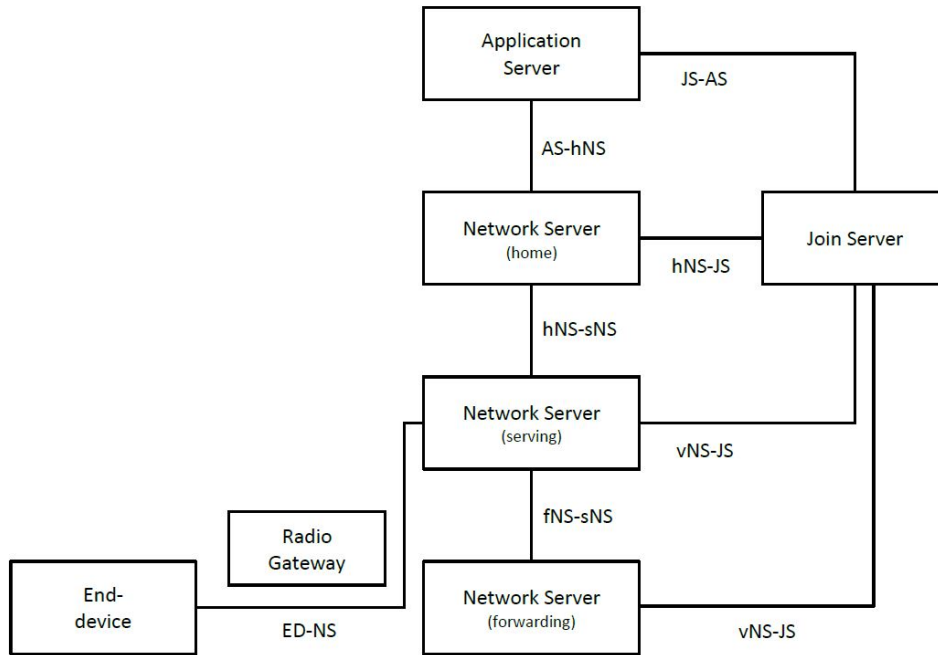 Application
Server
JS-AS
AS-hNS
Network Server
(home)
Join Server
hNS-JS
hNS-sNS
Network Server
(serving)
vNS-JS
fNS-sNS
Radio
Gateway
End-
device
Network Server
(forwarding)
ED-NS
vNS-JS